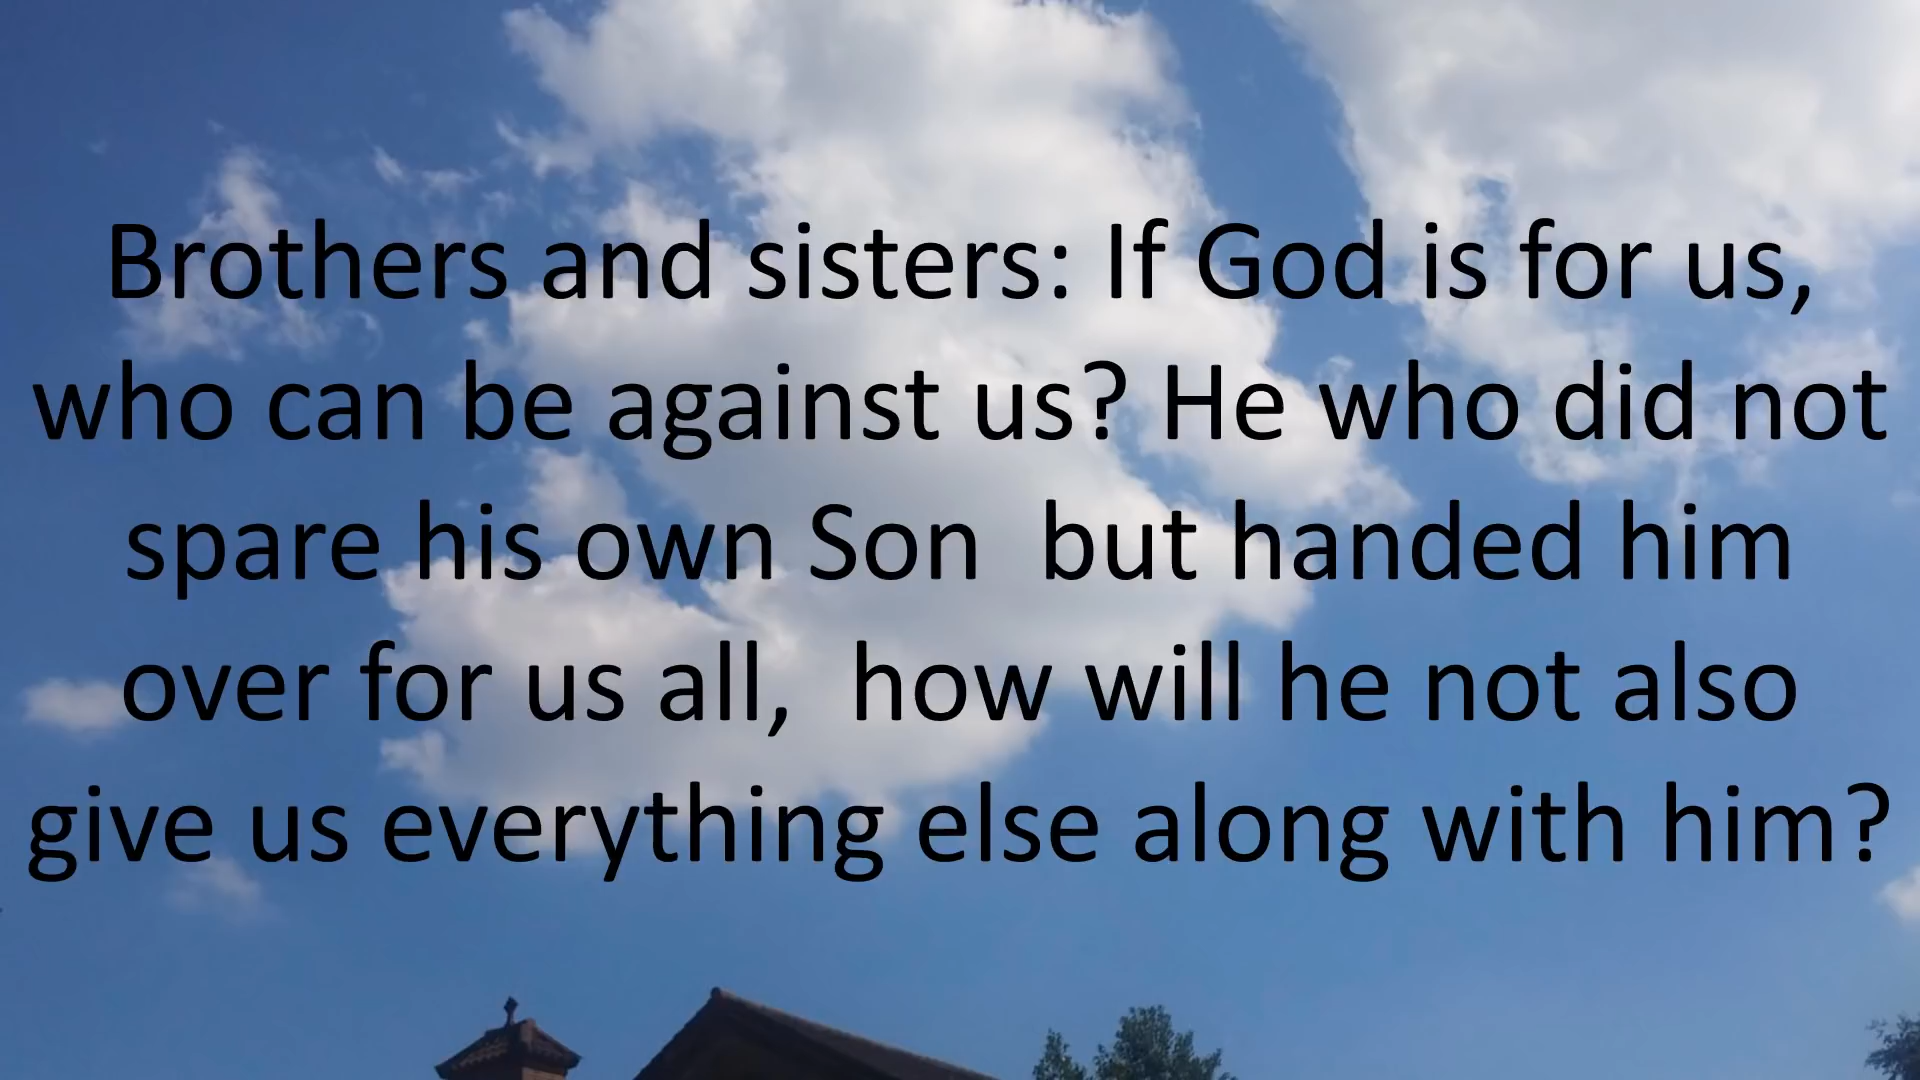 Brothers and sisters: If God is for us,
who can be against us? He who did not
spare his own Son  but handed him
over for us all,  how will he not also
give us everything else along with him?